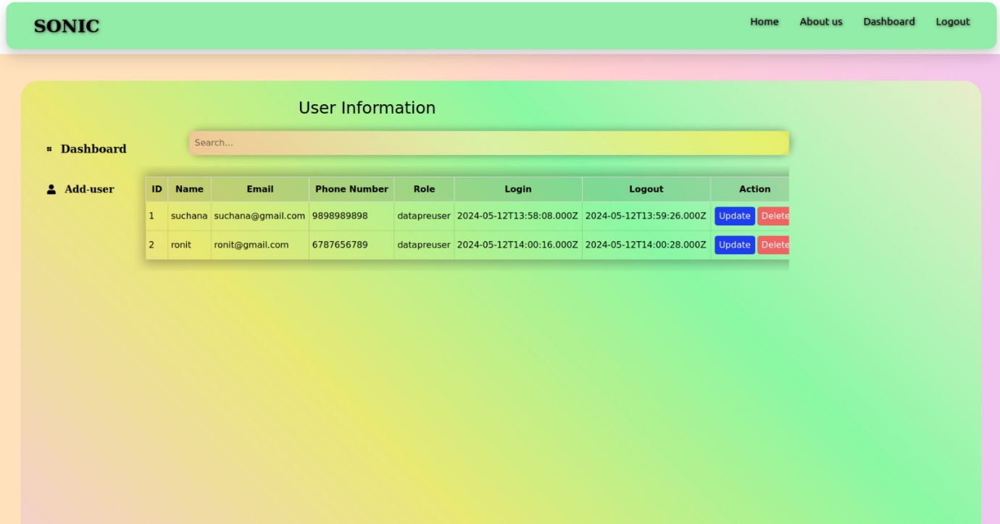 SONIC
Home About us Dashboard Logout
User Information
Search...
Dashboard
Add-user
ID Name Email Phone Number Role Login Logout Action
1 suchana suchana@gmail.com 9898989898 datapreuser 2024-05-12T13:58:08.000Z 2024-05-12T13:59:26.000Z Update Delete
2 ronit ronit@gmail.com 6787656789 datapreuser 2024-05-12T14:00:16.000Z 2024-05-12T14:00:28.000Z Update Delete